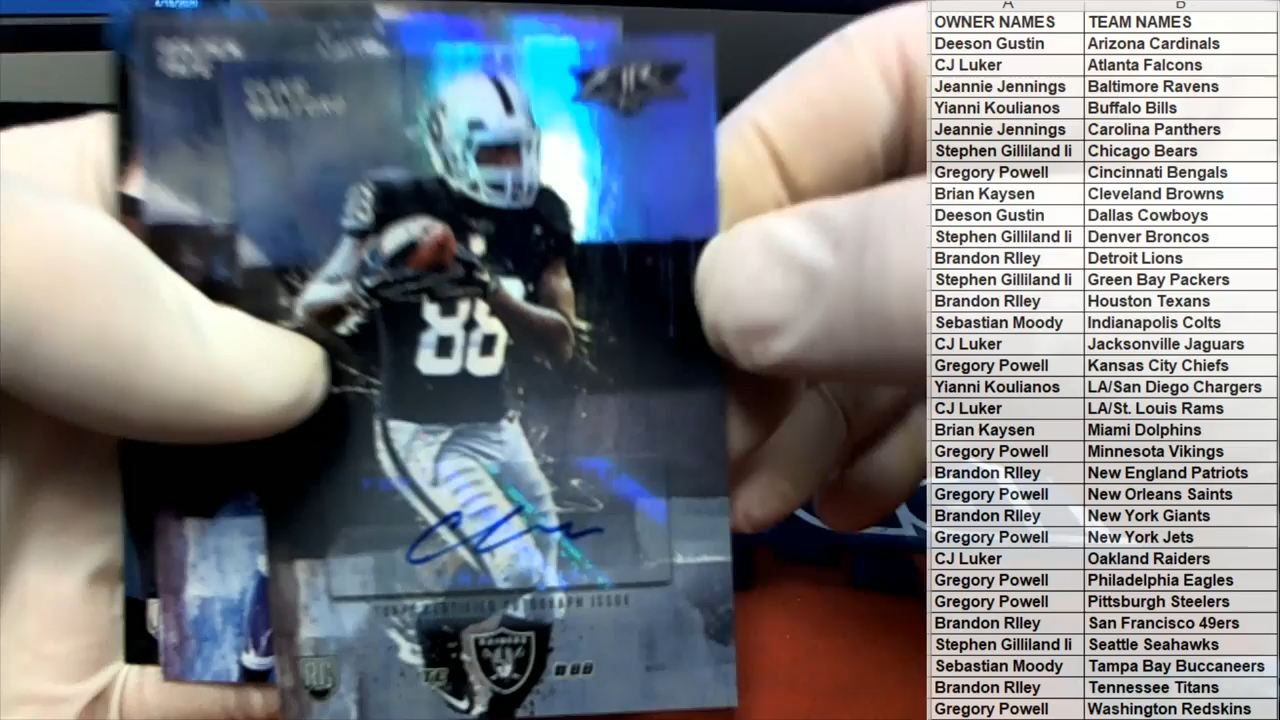 A B
OWNER NAMES TEAM NAMES
Deeson Gustin Arizona Cardinals
CJ Luker Atlanta Falcons
Jeannie Jennings Baltimore Ravens
Yianni Koulianos Buffalo Bills
Jeannie Jennings Carolina Panthers
Stephen Gilliland Ii Chicago Bears
Gregory Powell Cincinnati Bengals
Brian Kaysen Cleveland Browns
Deeson Gustin Dallas Cowboys
Stephen Gilliland Ii Denver Broncos
Brandon RIley Detroit Lions
Stephen Gilliland Ii Green Bay Packers
Brandon RIley Houston Texans
Sebastian Moody Indianapolis Colts
CJ Luker Jacksonville Jaguars
Gregory Powell Kansas City Chiefs
Yianni Koulianos LA/San Diego Chargers
CJ Luker LA/St. Louis Rams
Brian Kaysen Miami Dolphins
Gregory Powell Minnesota Vikings
Brandon RIley New England Patriots
Gregory Powell New Orleans Saints
Brandon RIley New York Giants
Gregory Powell New York Jets
CJ Luker Oakland Raiders
Gregory Powell Philadelphia Eagles
Gregory Powell Pittsburgh Steelers
Brandon RIley San Francisco 49ers
Stephen Gilliland Ii Seattle Seahawks
Sebastian Moody Tampa Bay Buccaneers
Brandon RIley Tennessee Titans
Gregory Powell Washington Redskins
88
TOPPS CERTIFIED AUTOGRAPH ISSUE
RAIDERS
RC